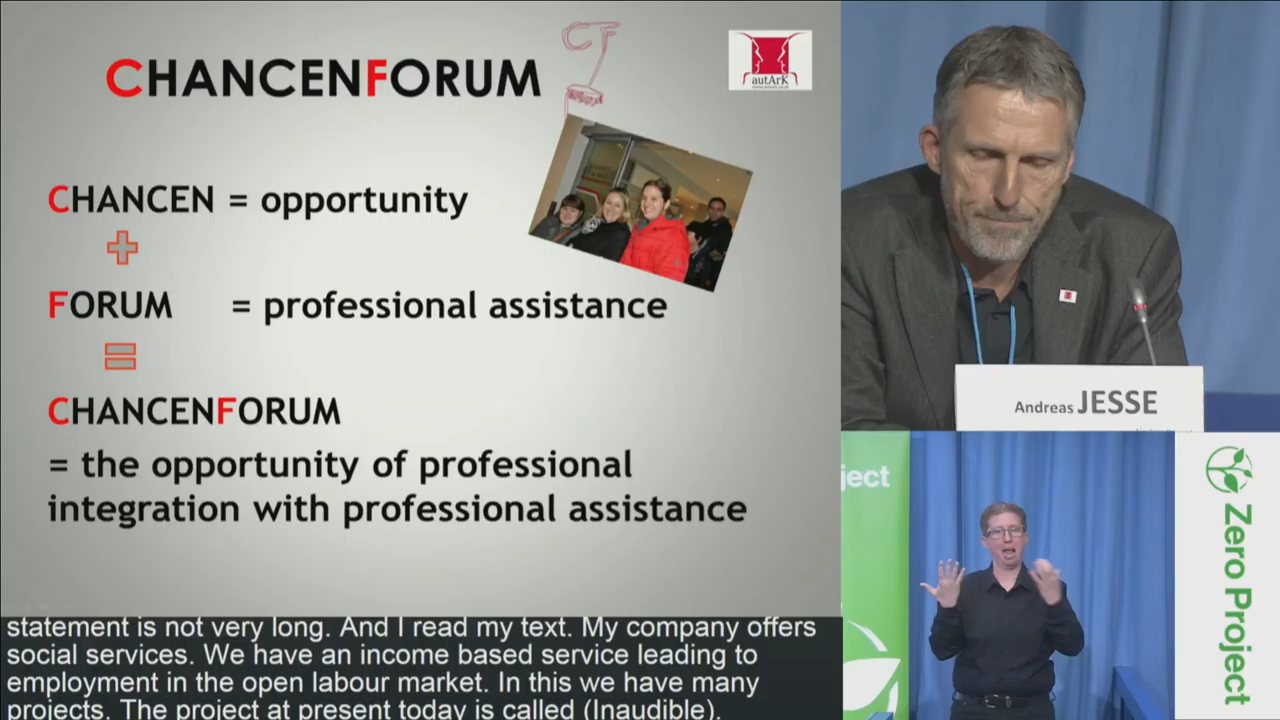 CHANCENFORUM
CF
autArK
CHANCEN = opportunity
FORUM = professional assistance
CHANCENFORUM
= the opportunity of professional
integration with professional assistance
Andreas JESSE
ject
Zero Project
statement is not very long. And I read my text. My company offers
social services. We have an income based service leading to
employment in the open labour market. In this we have many
projects. The project at present today is called (Inaudible).